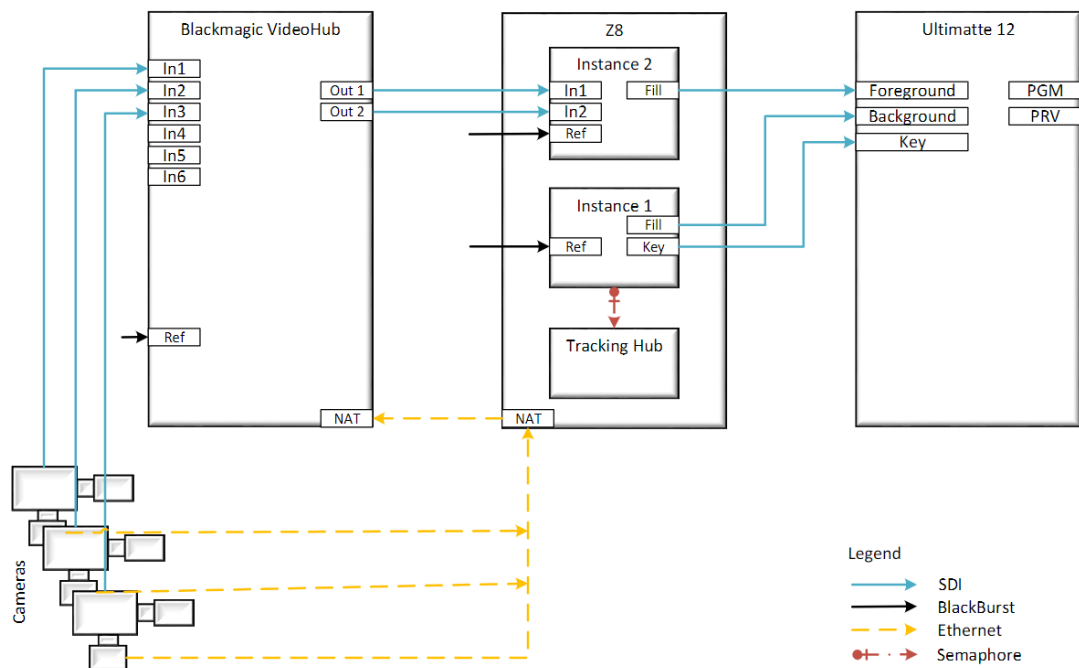 Blackmagic VideoHub
In1
In2
In3
In4
In5
In6
Out 1
Out 2
Ref
NAT
Z8
Instance 2
In1
In2
Ref
Fill
Instance 1
Fill
Ref
Key
Tracking Hub
NAT
Ultimatte 12
Foreground
Background
Key
PGM
PRV
Cameras
Legend
SDI
BlackBurst
Ethernet
Semaphore